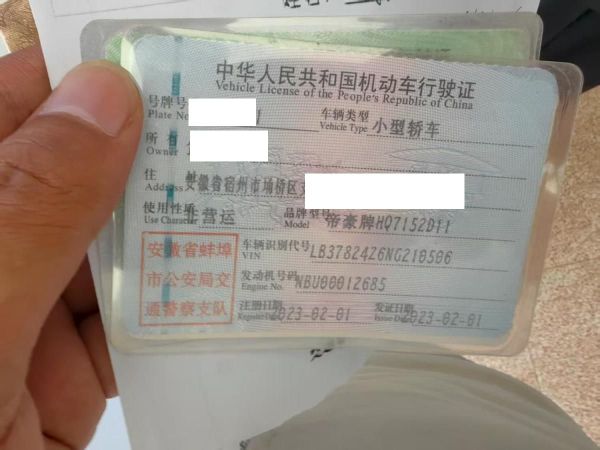 中华人民共和国机动车行驶证
Vehicle License of the People's Republic of China
号牌号
Plate No
车辆类型
Vehicle Type 小型轿车
所有
Owner
住
Address 安徽省宿州市埇桥区
使用性质
Use Character 营运
品牌型号
Model 帝豪牌HQ7152D11
车辆识别代号
VIN LB37824Z6NG210506
发动机号码
Engine No. NBU00012685
注册日期
Register Date 2023-02-01
发证日期
Issue Date 2023-02-01
安徽省蚌埠
市公安局交
通警察支队